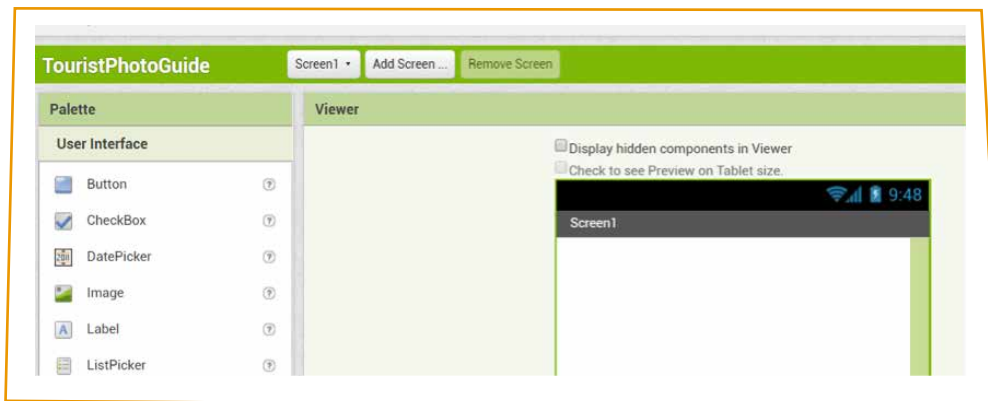 TouristPhotoGuide
Screen1 Add Screen ... Remove Screen
Palette
User Interface
Button
CheckBox
DatePicker
Image
Label
ListPicker
Viewer
Display hidden components in Viewer
Check to see Preview on Tablet size.
9:48
Screen1